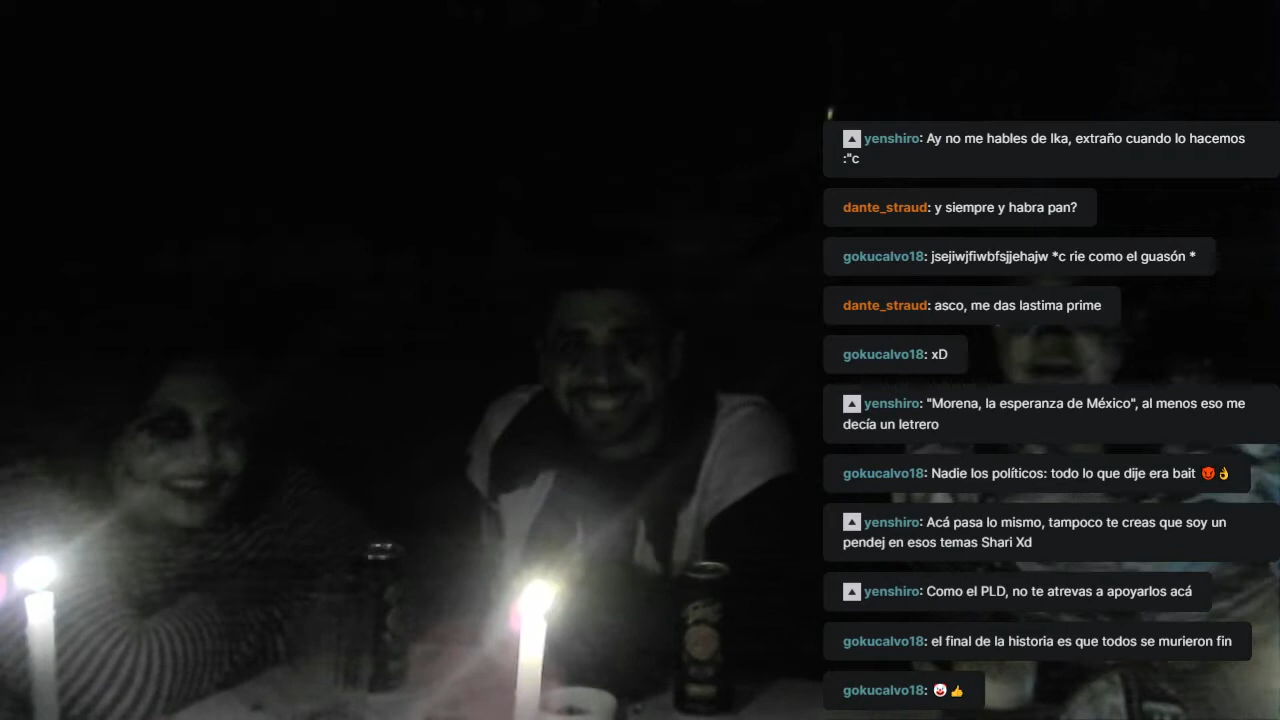 yenshiro: Ay no me hables de Ika, extraño cuando lo hacemos
:"c
dante_straud: y siempre y habra pan?
gokucalvo18: jsejiwjfiwbfsjjehajw *c rie como el guasón *
dante_straud: asco, me das lastima prime
gokucalvo18: xD
yenshiro: "Morena, la esperanza de México", al menos eso me
decía un letrero
gokucalvo18: Nadie los políticos: todo lo que dije era bait 👹👌
yenshiro: Acá pasa lo mismo, tampoco te creas que soy un
pendej en esos temas Shari Xd
yenshiro: Como el PLD, no te atrevas a apoyarlos acá
gokucalvo18: el final de la historia es que todos se murieron fin
gokucalvo18: 🤡👍